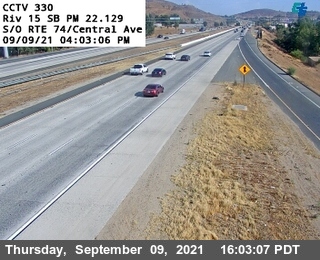 CCTV 330
Riv 15 SB PM 22.129
S/O RTE 74/Central Ave
09/09/21 04:03:06 PM
Thursday, September 09, 2021 16:03:07 PDT